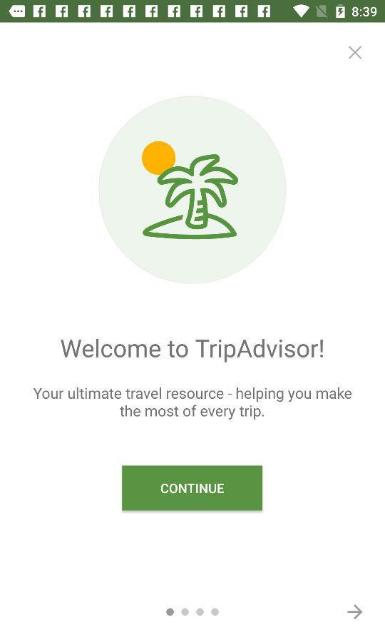 8:39
Welcome to TripAdvisor!
Your ultimate travel resource - helping you make
the most of every trip.
CONTINUE